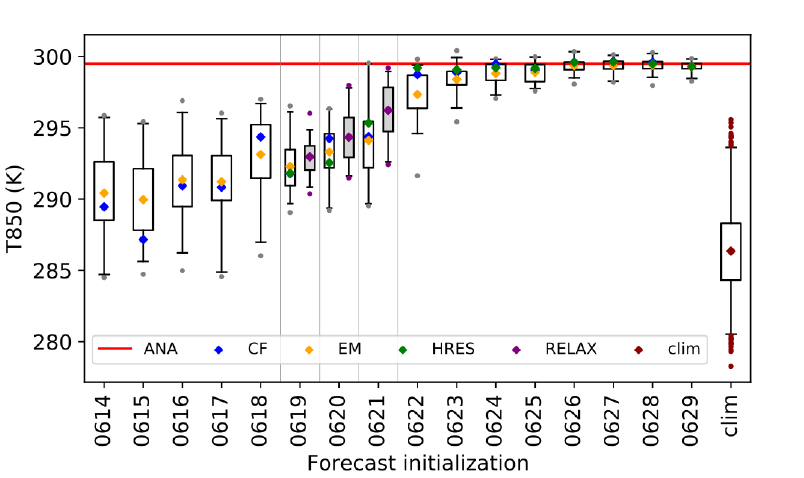 300
295
290
285
280
T850 (K)
ANA CF EM HRES RELAX clim
0614 0615 0616 0617 0618 0619 0620 0621 0622 0623 0624 0625 0626 0627 0628 0629 clim
Forecast initialization